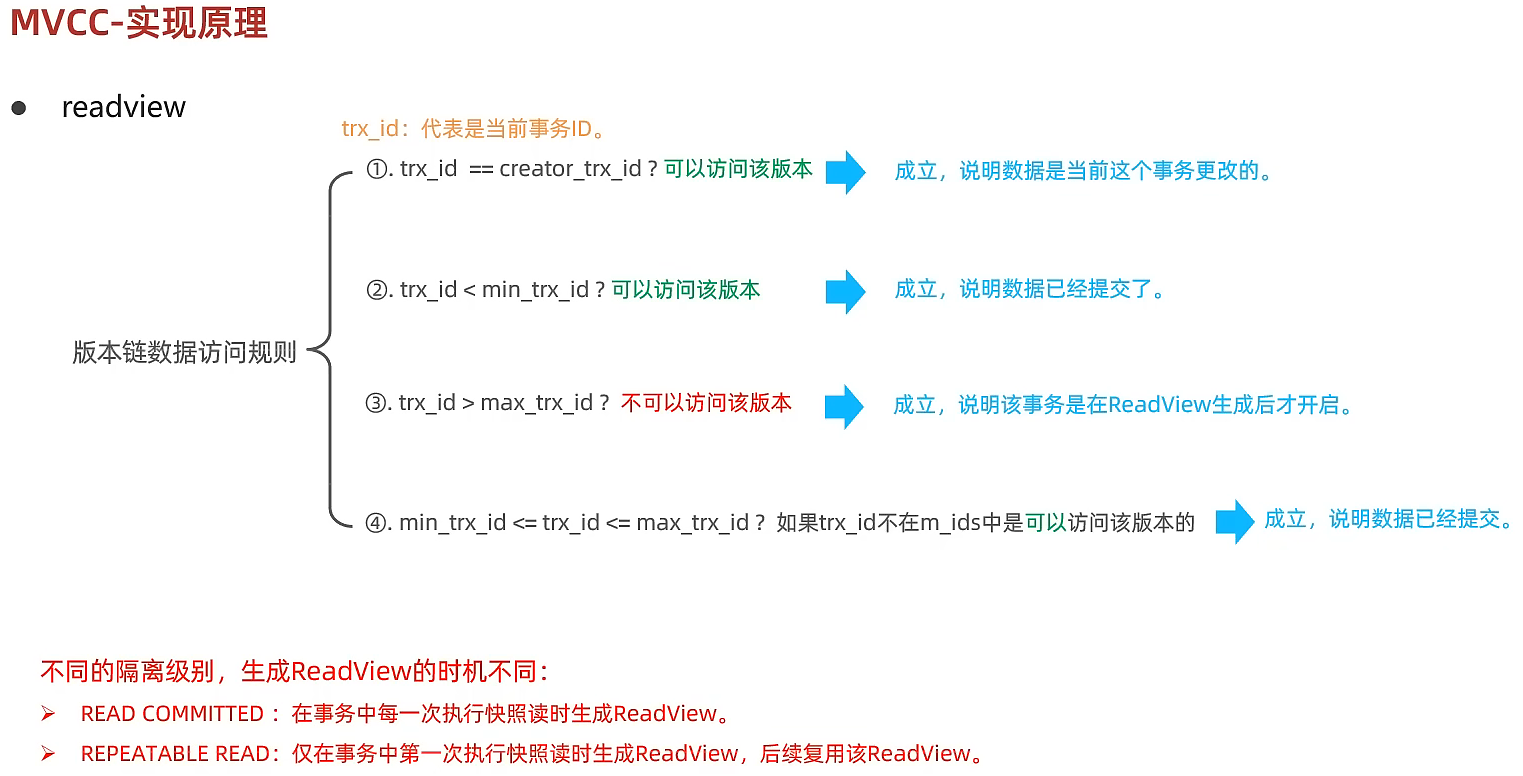 MVCC-实现原理
● readview
trx_id：代表是当前事务ID。
①. trx_id == creator_trx_id ? 可以访问该版本 成立，说明数据是当前这个事务更改的。
②. trx_id < min_trx_id ? 可以访问该版本 成立，说明数据已经提交了。
版本链数据访问规则
③. trx_id > max_trx_id ? 不可以访问该版本 成立，说明该事务是在ReadView生成后才开启。
④. min_trx_id <= trx_id <= max_trx_id ? 如果trx_id不在m_ids中是可以访问该版本的 成立，说明数据已经提交。
不同的隔离级别，生成ReadView的时机不同：
➢ READ COMMITTED ：在事务中每一次执行快照读时生成ReadView。
➢ REPEATABLE READ：仅在事务中第一次执行快照读时生成ReadView，后续复用该ReadView。